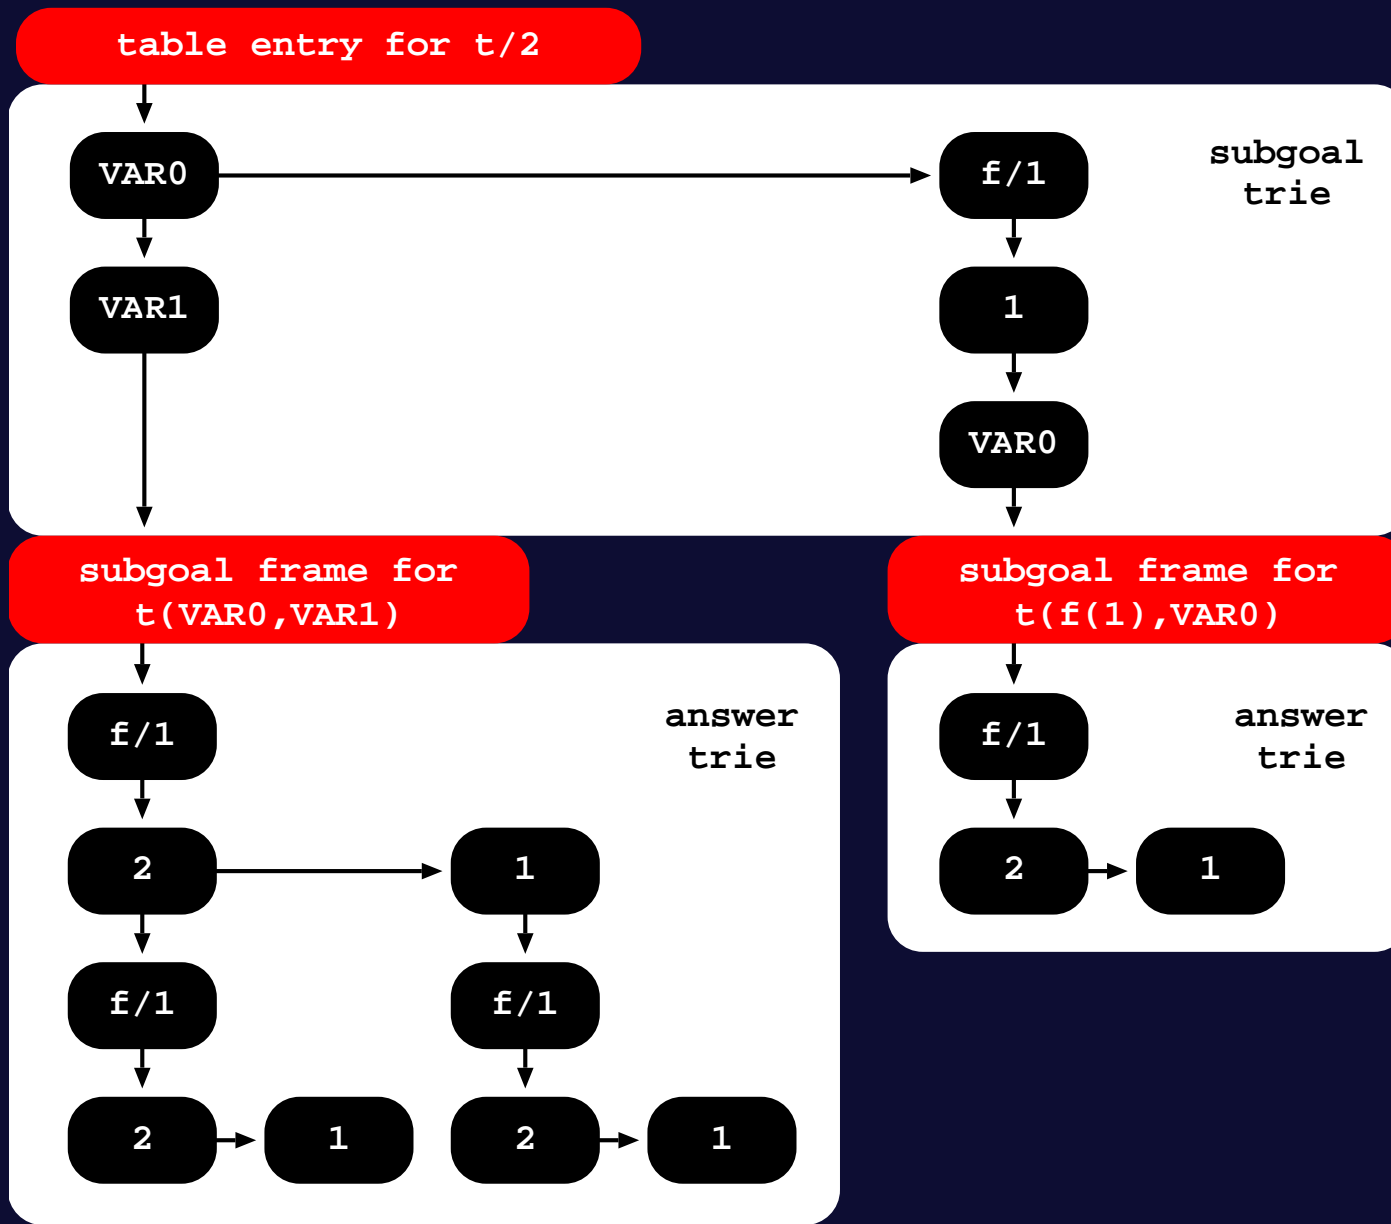 table entry for t/2
VAR0
f/1
subgoal
trie
VAR1
1
VAR0
subgoal frame for
t(VAR0,VAR1)
subgoal frame for
t(f(1),VAR0)
f/1
answer
trie
f/1
answer
trie
2
1
2
1
f/1
f/1
2
1
2
1